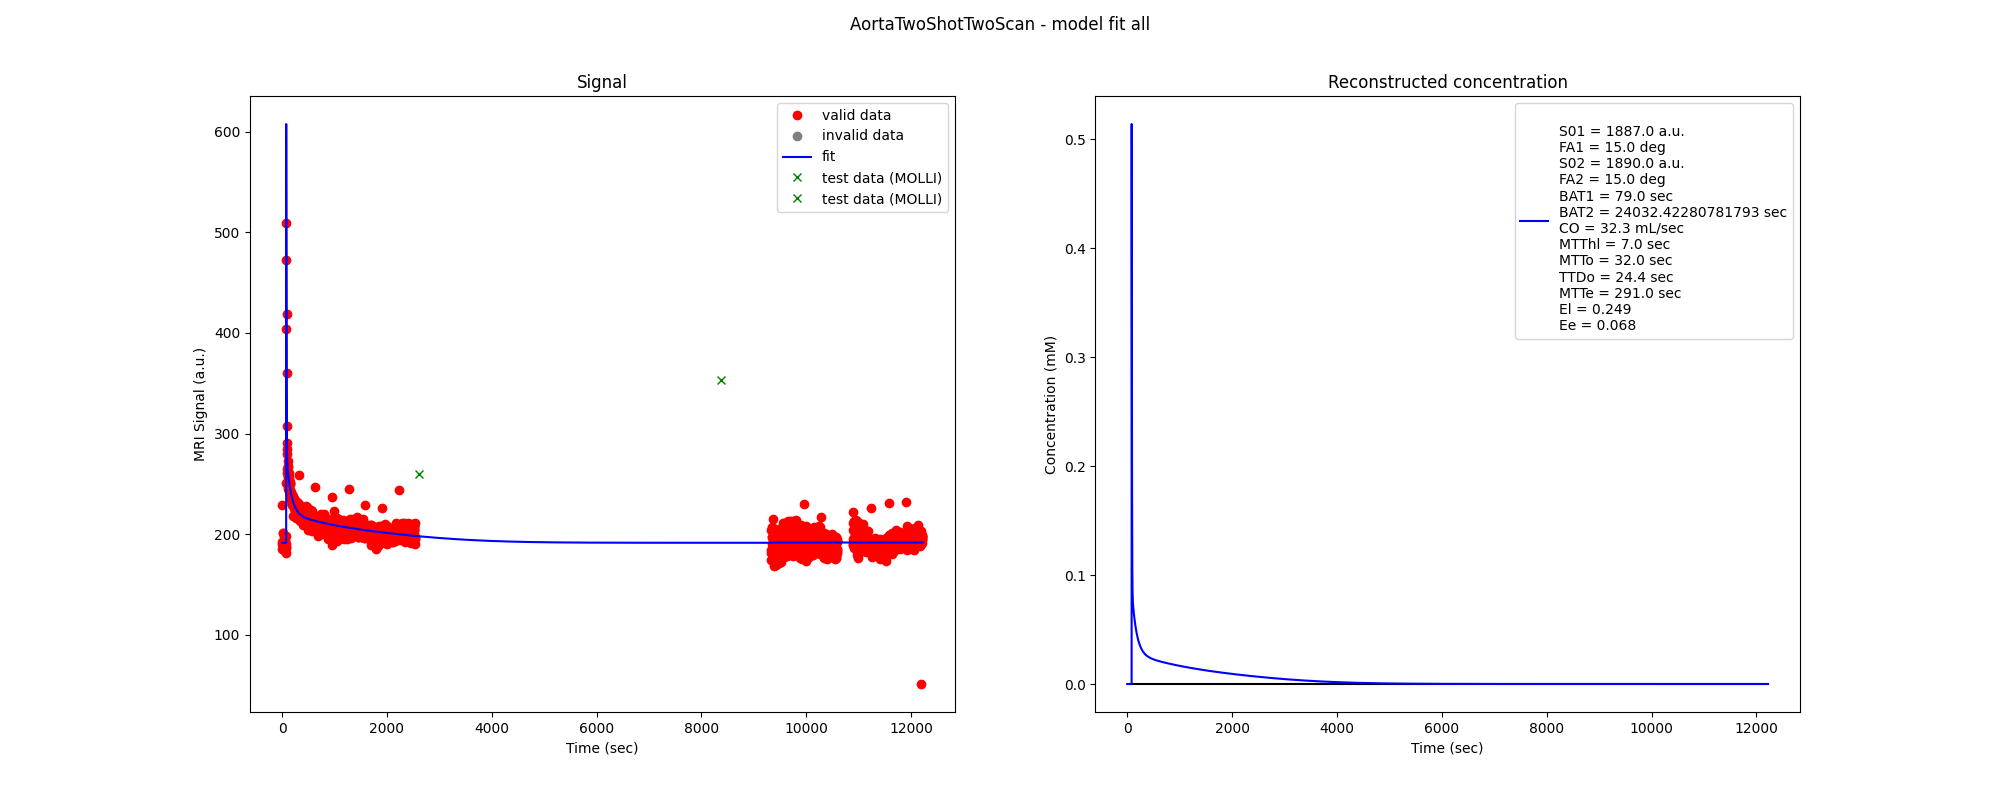 AortaTwoShotTwoScan - model fit all
Signal
MRI Signal (a.u.)
600
500
400
300
200
100
0
2000
4000
6000
8000
10000
12000
Time (sec)
valid data
invalid data
fit
test data (MOLLI)
test data (MOLLI)
Reconstructed concentration
Concentration (mM)
0.5
0.4
0.3
0.2
0.1
0.0
0
2000
4000
6000
8000
10000
12000
Time (sec)
S01 = 1887.0 a.u.
FA1 = 15.0 deg
S02 = 1890.0 a.u.
FA2 = 15.0 deg
BAT1 = 79.0 sec
BAT2 = 24032.42280781793 sec
CO = 32.3 mL/sec
MTThl = 7.0 sec
MTTo = 32.0 sec
TTDo = 24.4 sec
MTTe = 291.0 sec
El = 0.249
Ee = 0.068